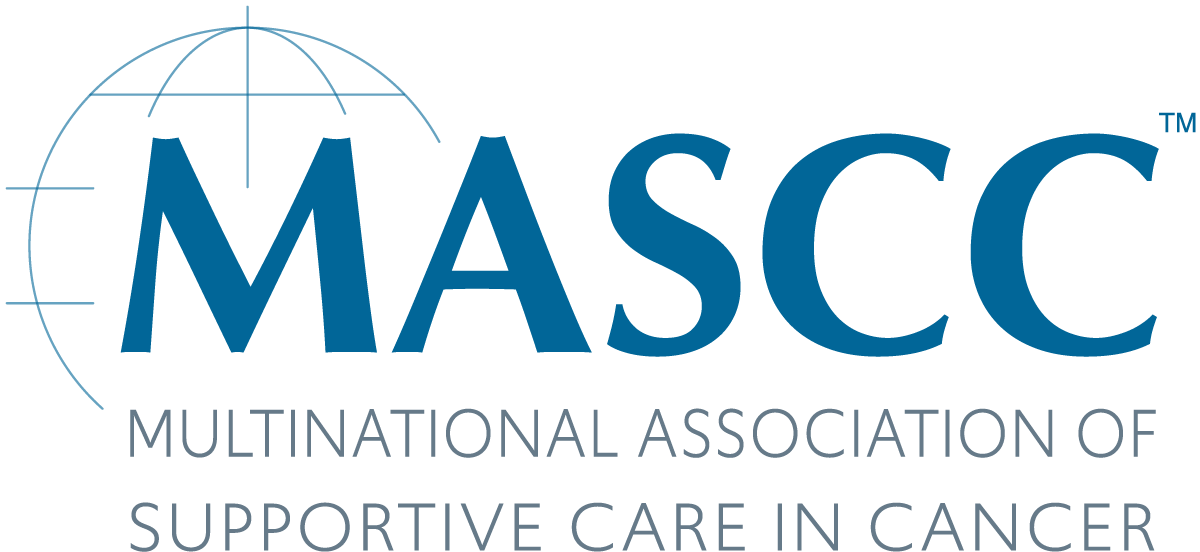 MASCC™
MULTINATIONAL ASSOCIATION OF
SUPPORTIVE CARE IN CANCER